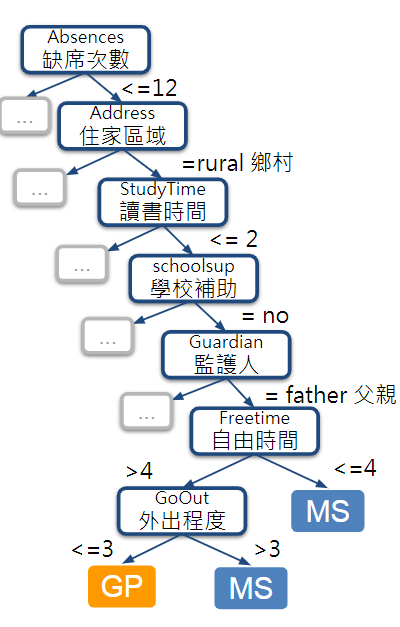 Absences
缺席次數
<=12
...
Address
住家區域
=rural 鄉村
...
StudyTime
讀書時間
<= 2
...
schoolsup
學校補助
= no
...
Guardian
監護人
= father 父親
...
Freetime
自由時間
>4
<=4
GoOut
外出程度
MS
<=3
>3
GP
MS